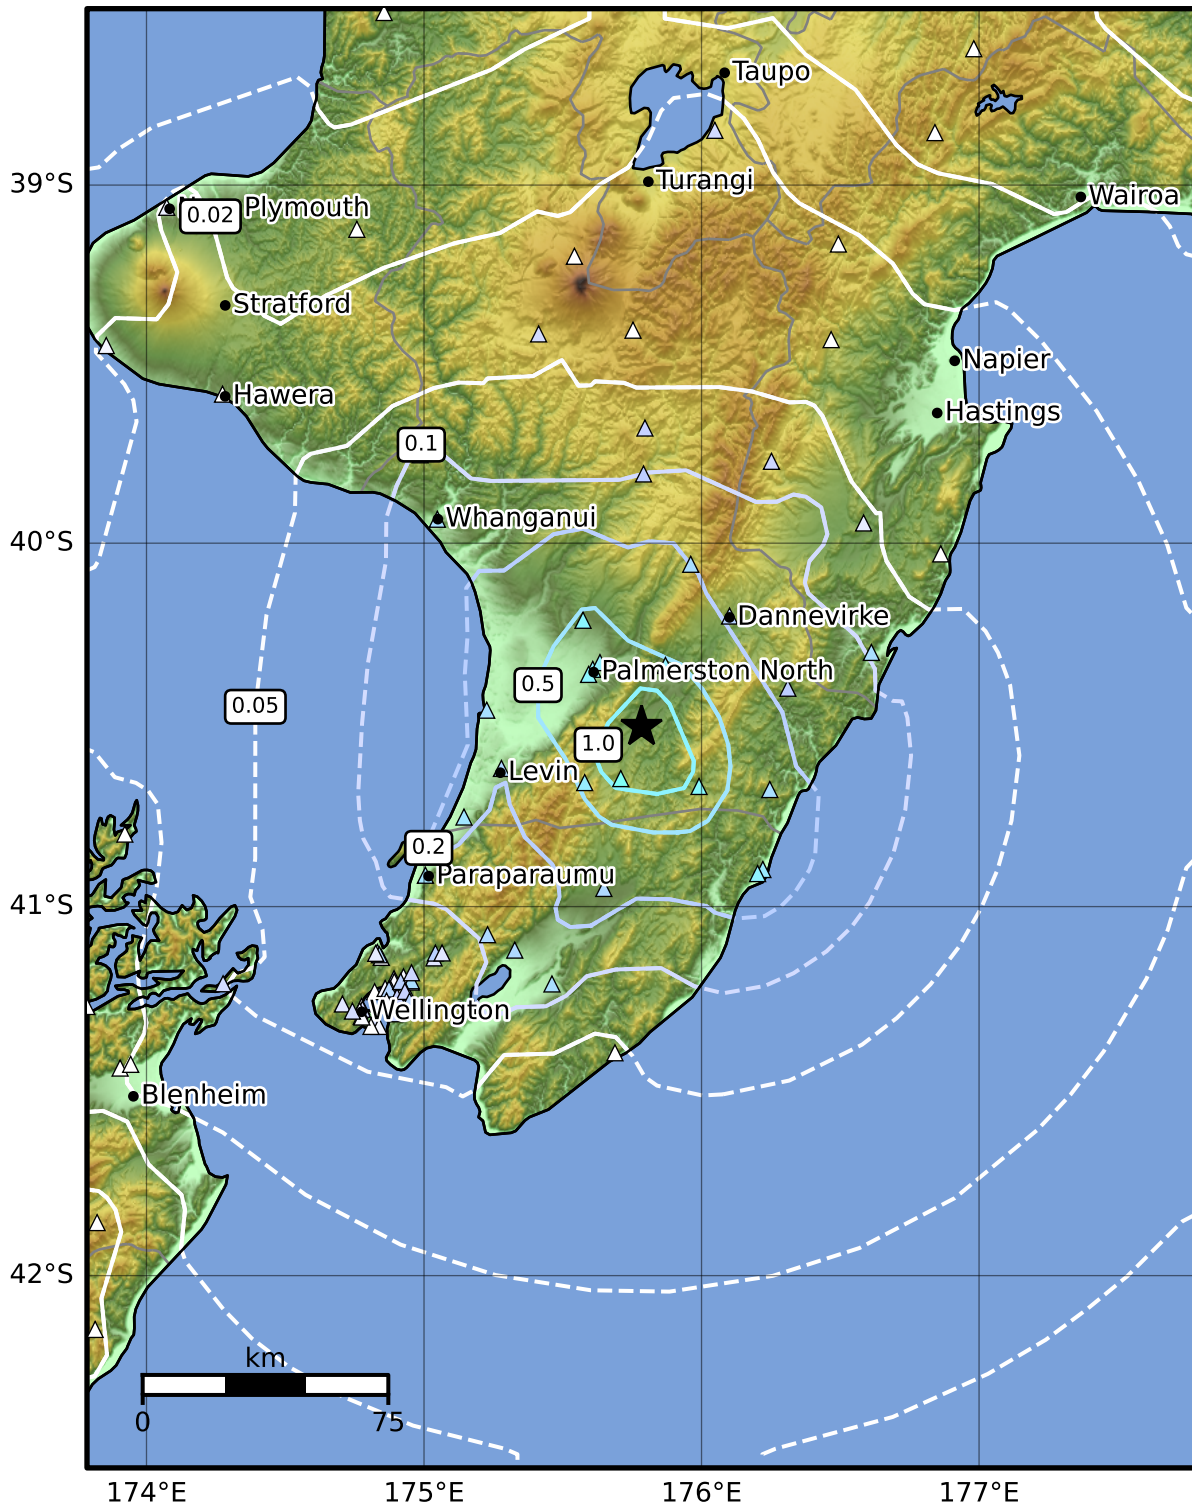 Taupo
39°S
Turangi
Wairoa
Plymouth
0.02
Stratford
Napier
Hawera
Hastings
0.1
Whanganui
40°S
Dannevirke
Palmerston North
0.5
0.05
1.0
Levin
0.2
Paraparaumu
41°S
Wellington
Blenheim
42°S
km
0
75
174°E
175°E
176°E
177°E